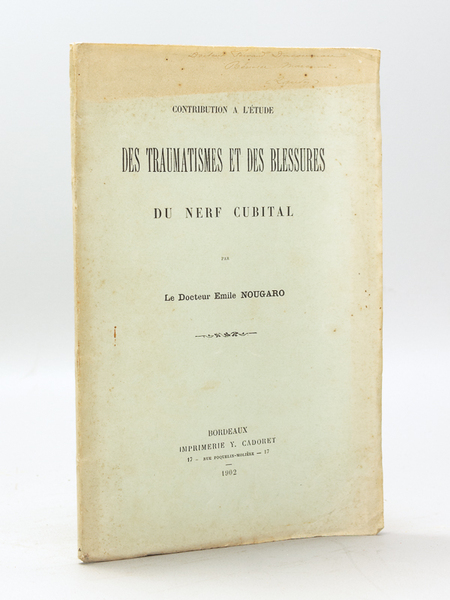 CONTRIBUTION A L'ÉTUDE
DES TRAUMATISMES ET DES BLESSURES
DU NERF CUBITAL
PAR
Le Docteur Emile NOUGARO
BORDEAUX
IMPRIMERIE Y. CADORET
17 — RUE POQUELIN-MOLIÈRE — 17
1902